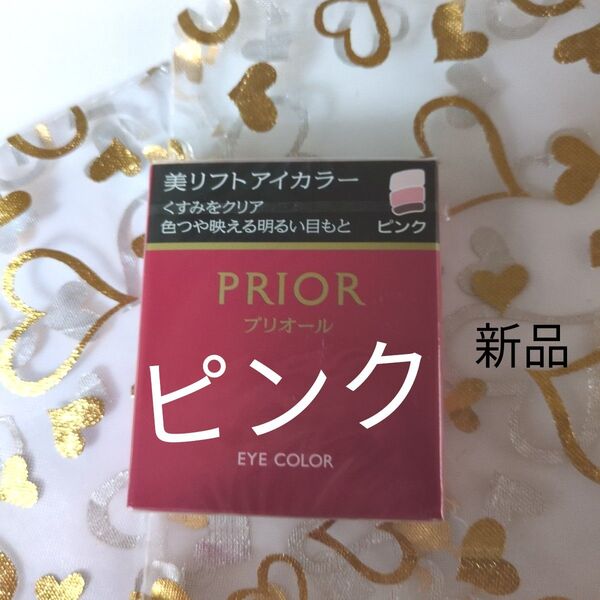 美リフトアイカラー
くすみをクリア
色つや映える明るい目もと
ピンク
PRIOR
プリオール
ピンク
新品
EYE COLOR